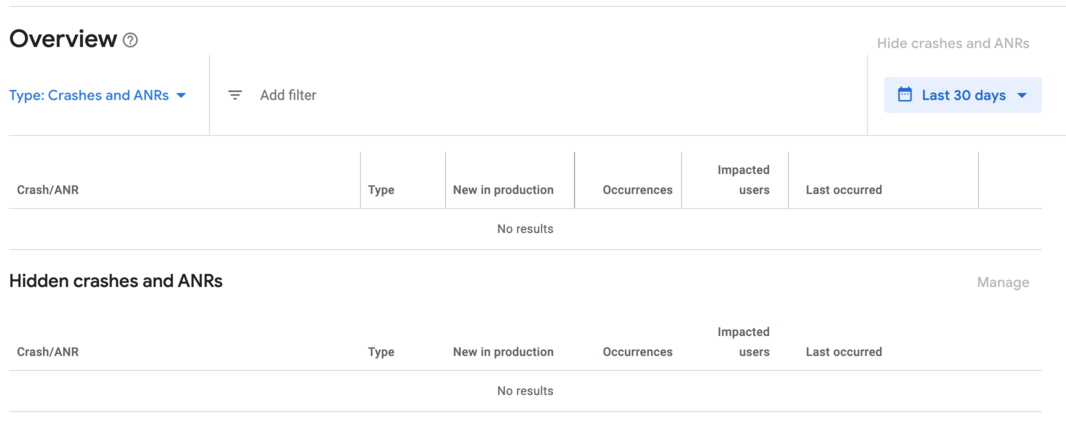 Overview
Hide crashes and ANRs
Type: Crashes and ANRs
Add filter
Last 30 days
Crash/ANR Type New in production Occurrences Impacted users Last occurred
No results
Hidden crashes and ANRs
Manage
Crash/ANR Type New in production Occurrences Impacted users Last occurred
No results